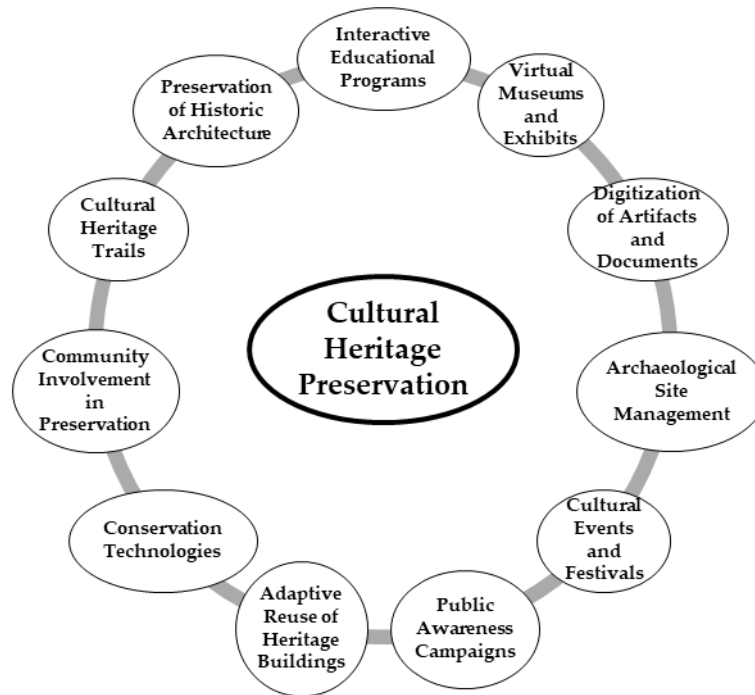 Interactive
Educational
Programs
Virtual
Museums
and
Exhibits
Digitization
of Artifacts
and
Documents
Archaeological
Site
Management
Cultural
Events
and
Festivals
Public
Awareness
Campaigns
Adaptive
Reuse of
Heritage
Buildings
Conservation
Technologies
Community
Involvement
in
Preservation
Cultural
Heritage
Trails
Preservation
of Historic
Architecture
Cultural
Heritage
Preservation